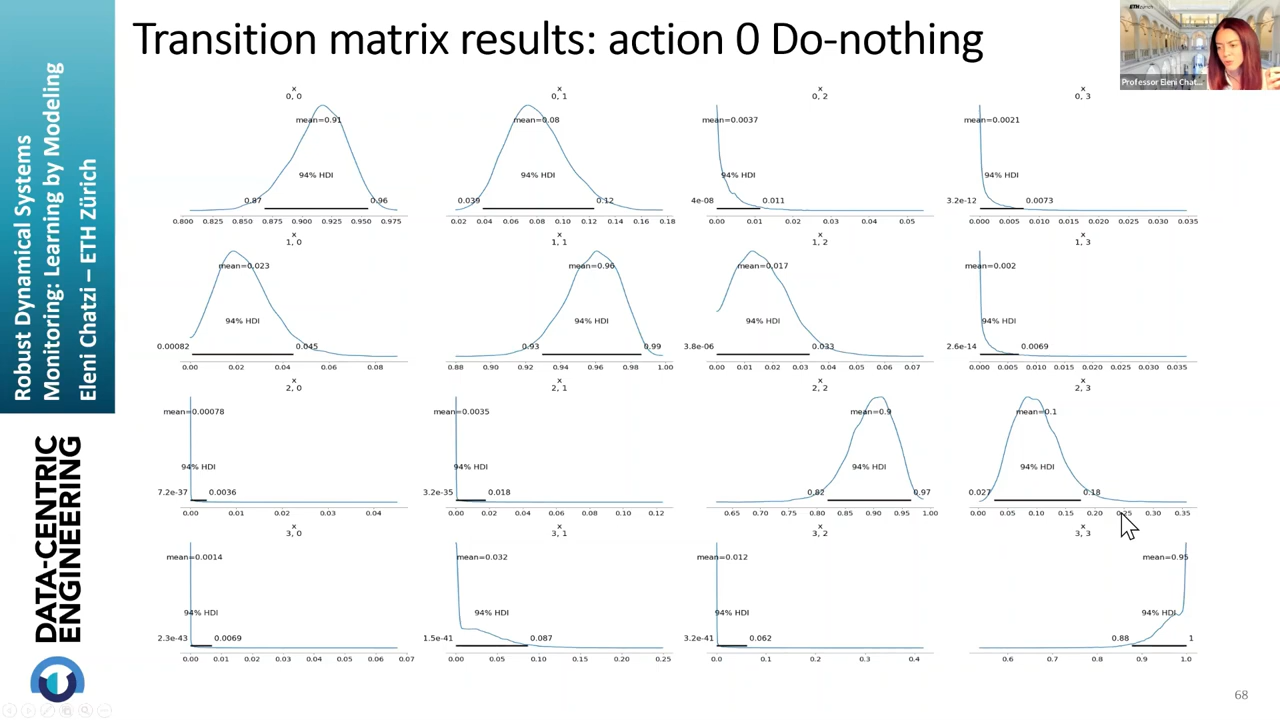 Transition matrix results: action 0 Do-nothing
Robust Dynamical Systems
Monitoring: Learning by Modeling
Eleni Chatzi – ETH Zürich
DATA-CENTRIC
ENGINEERING
ETHzürich
Professor Eleni Chat...
x
0, 0
mean=0.91
94% HDI
0.87 0.96
0.800 0.825 0.850 0.875 0.900 0.925 0.950 0.975
x
0, 1
mean=0.08
94% HDI
0.039 0.12
0.02 0.04 0.06 0.08 0.10 0.12 0.14 0.16 0.18
x
0, 2
mean=0.0037
94% HDI
4e-08 0.011
0.00 0.01 0.02 0.03 0.04 0.05
x
0, 3
mean=0.0021
94% HDI
3.2e-12 0.0073
0.000 0.005 0.010 0.015 0.020 0.025 0.030 0.035
x
1, 0
mean=0.023
94% HDI
0.00082 0.045
0.00 0.02 0.04 0.06 0.08
x
1, 1
mean=0.96
94% HDI
0.93 0.99
0.88 0.90 0.92 0.94 0.96 0.98 1.00
x
1, 2
mean=0.017
94% HDI
3.8e-06 0.033
0.00 0.01 0.02 0.03 0.04 0.05 0.06 0.07
x
1, 3
mean=0.002
94% HDI
2.6e-14 0.0069
0.000 0.005 0.010 0.015 0.020 0.025 0.030 0.035
x
2, 0
mean=0.00078
94% HDI
7.2e-37 0.0036
0.00 0.01 0.02 0.03 0.04
x
2, 1
mean=0.0035
94% HDI
3.2e-35 0.018
0.00 0.02 0.04 0.06 0.08 0.10 0.12
x
2, 2
mean=0.9
94% HDI
0.82 0.97
0.65 0.70 0.75 0.80 0.85 0.90 0.95 1.00
x
2, 3
mean=0.1
94% HDI
0.027 0.18
0.00 0.05 0.10 0.15 0.20 0.25 0.30 0.35
x
3, 0
mean=0.0014
94% HDI
2.3e-43 0.0069
0.00 0.01 0.02 0.03 0.04 0.05 0.06 0.07
x
3, 1
mean=0.032
94% HDI
1.5e-41 0.087
0.00 0.05 0.10 0.15 0.20 0.25
x
3, 2
mean=0.012
94% HDI
3.2e-41 0.062
0.0 0.1 0.2 0.3 0.4
x
3, 3
mean=0.95
94% HDI
0.88 1
0.6 0.7 0.8 0.9 1.0
68